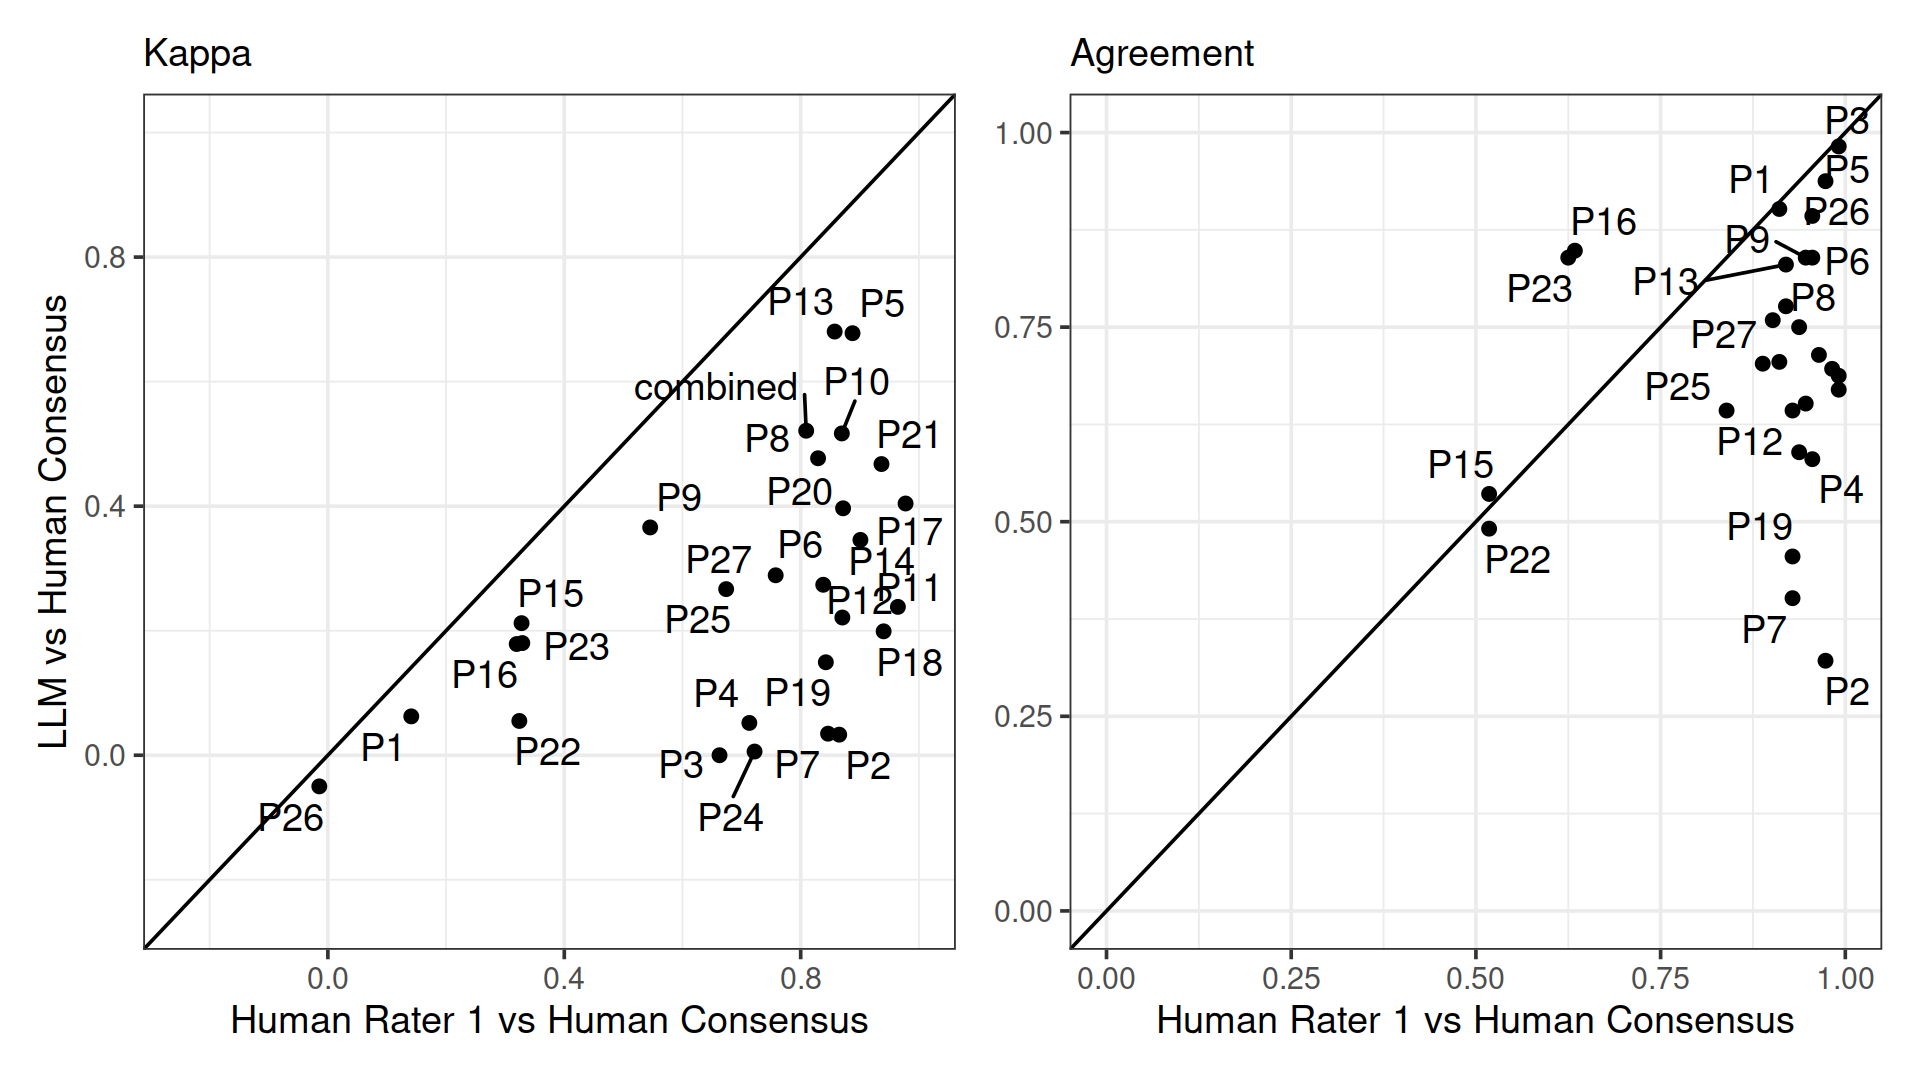 Kappa
Agreement
LLM vs Human Consensus
0.8
0.4
0.0
P13
P5
combined
P10
P8
P21
P20
P9
P17
P6
P27
P14
P11
P12
P25
P15
P23
P16
P18
P4
P19
P1
P22
P3
P7
P2
P24
P26
0.0
0.4
0.8
Human Rater 1 vs Human Consensus
1.00
0.75
0.50
0.25
0.00
P3
P5
P1
P26
P16
P9
P6
P13
P23
P8
P27
P25
P12
P15
P4
P19
P22
P7
P2
0.00
0.25
0.50
0.75
1.00
Human Rater 1 vs Human Consensus